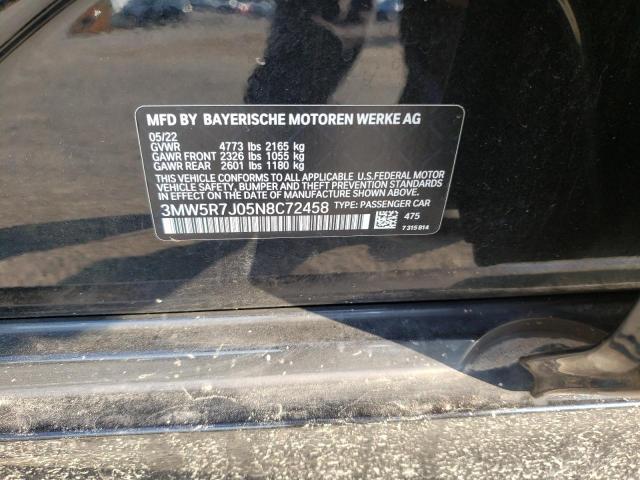 MFD BY BAYERISCHE MOTOREN WERKE AG
05/22
GVWR 4773 lbs 2165 kg
GAWR FRONT 2326 lbs 1055 kg
GAWR REAR 2601 lbs 1180 kg
THIS VEHICLE CONFORMS TO ALL APPLICABLE U.S.FEDERAL MOTOR
VEHICLE SAFETY, BUMPER AND THEFT PREVENTION
STANDARDS IN EFFECT ON THE DATE OF
MANUFACTURE SHOWN ABOVE.
3MW5R7J05N8C72458 TYPE: PASSENGER CAR
475
7 315 814